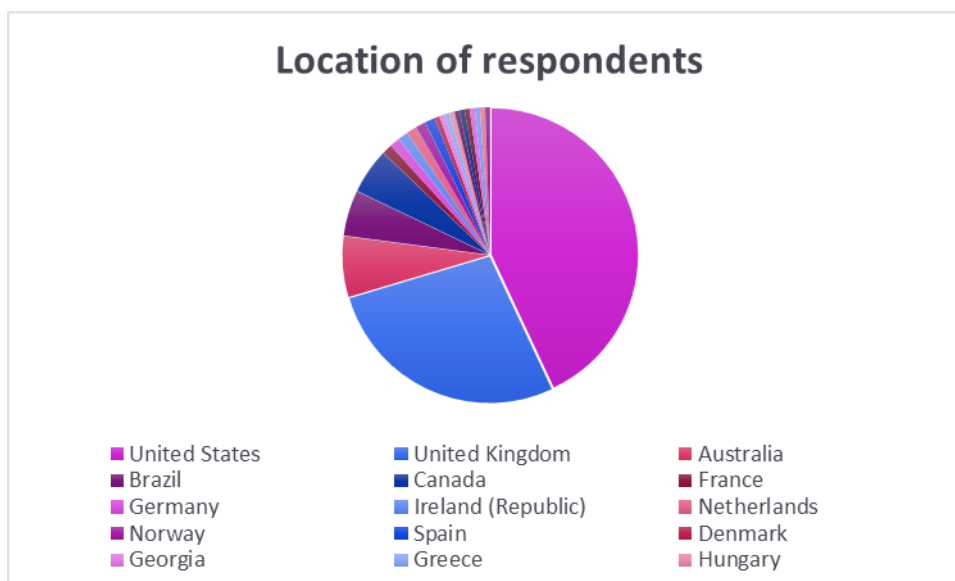 Location of respondents
United States United Kingdom Australia
Brazil Canada France
Germany Ireland (Republic) Netherlands
Norway Spain Denmark
Georgia Greece Hungary